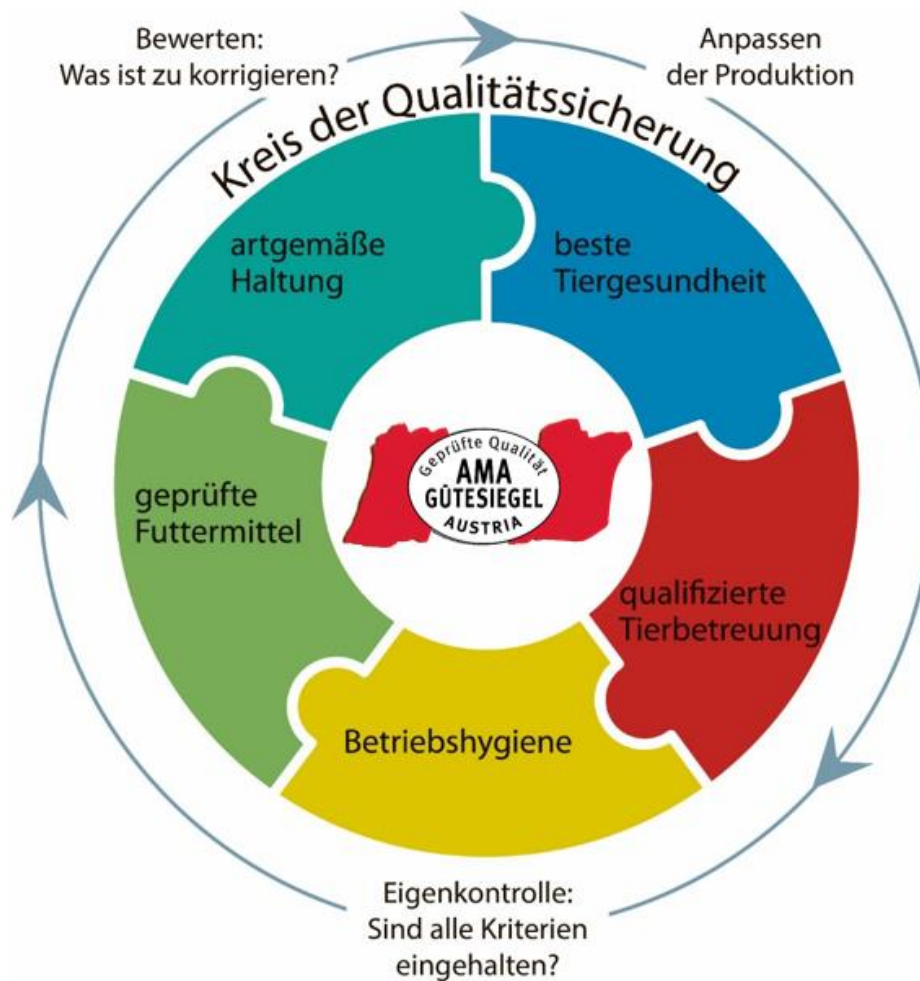 Bewerten:
Was ist zu korrigieren?
Anpassen
der Produktion
Kreis der Qualitätssicherung
artgemäße
Haltung
beste
Tiergesundheit
geprüfte
Futtermittel
Geprüfte Qualität
AMA
GÜTESIEGEL
AUSTRIA
qualifizierte
Tierbetreuung
Betriebshygiene
Eigenkontrolle:
Sind alle Kriterien
eingehalten?